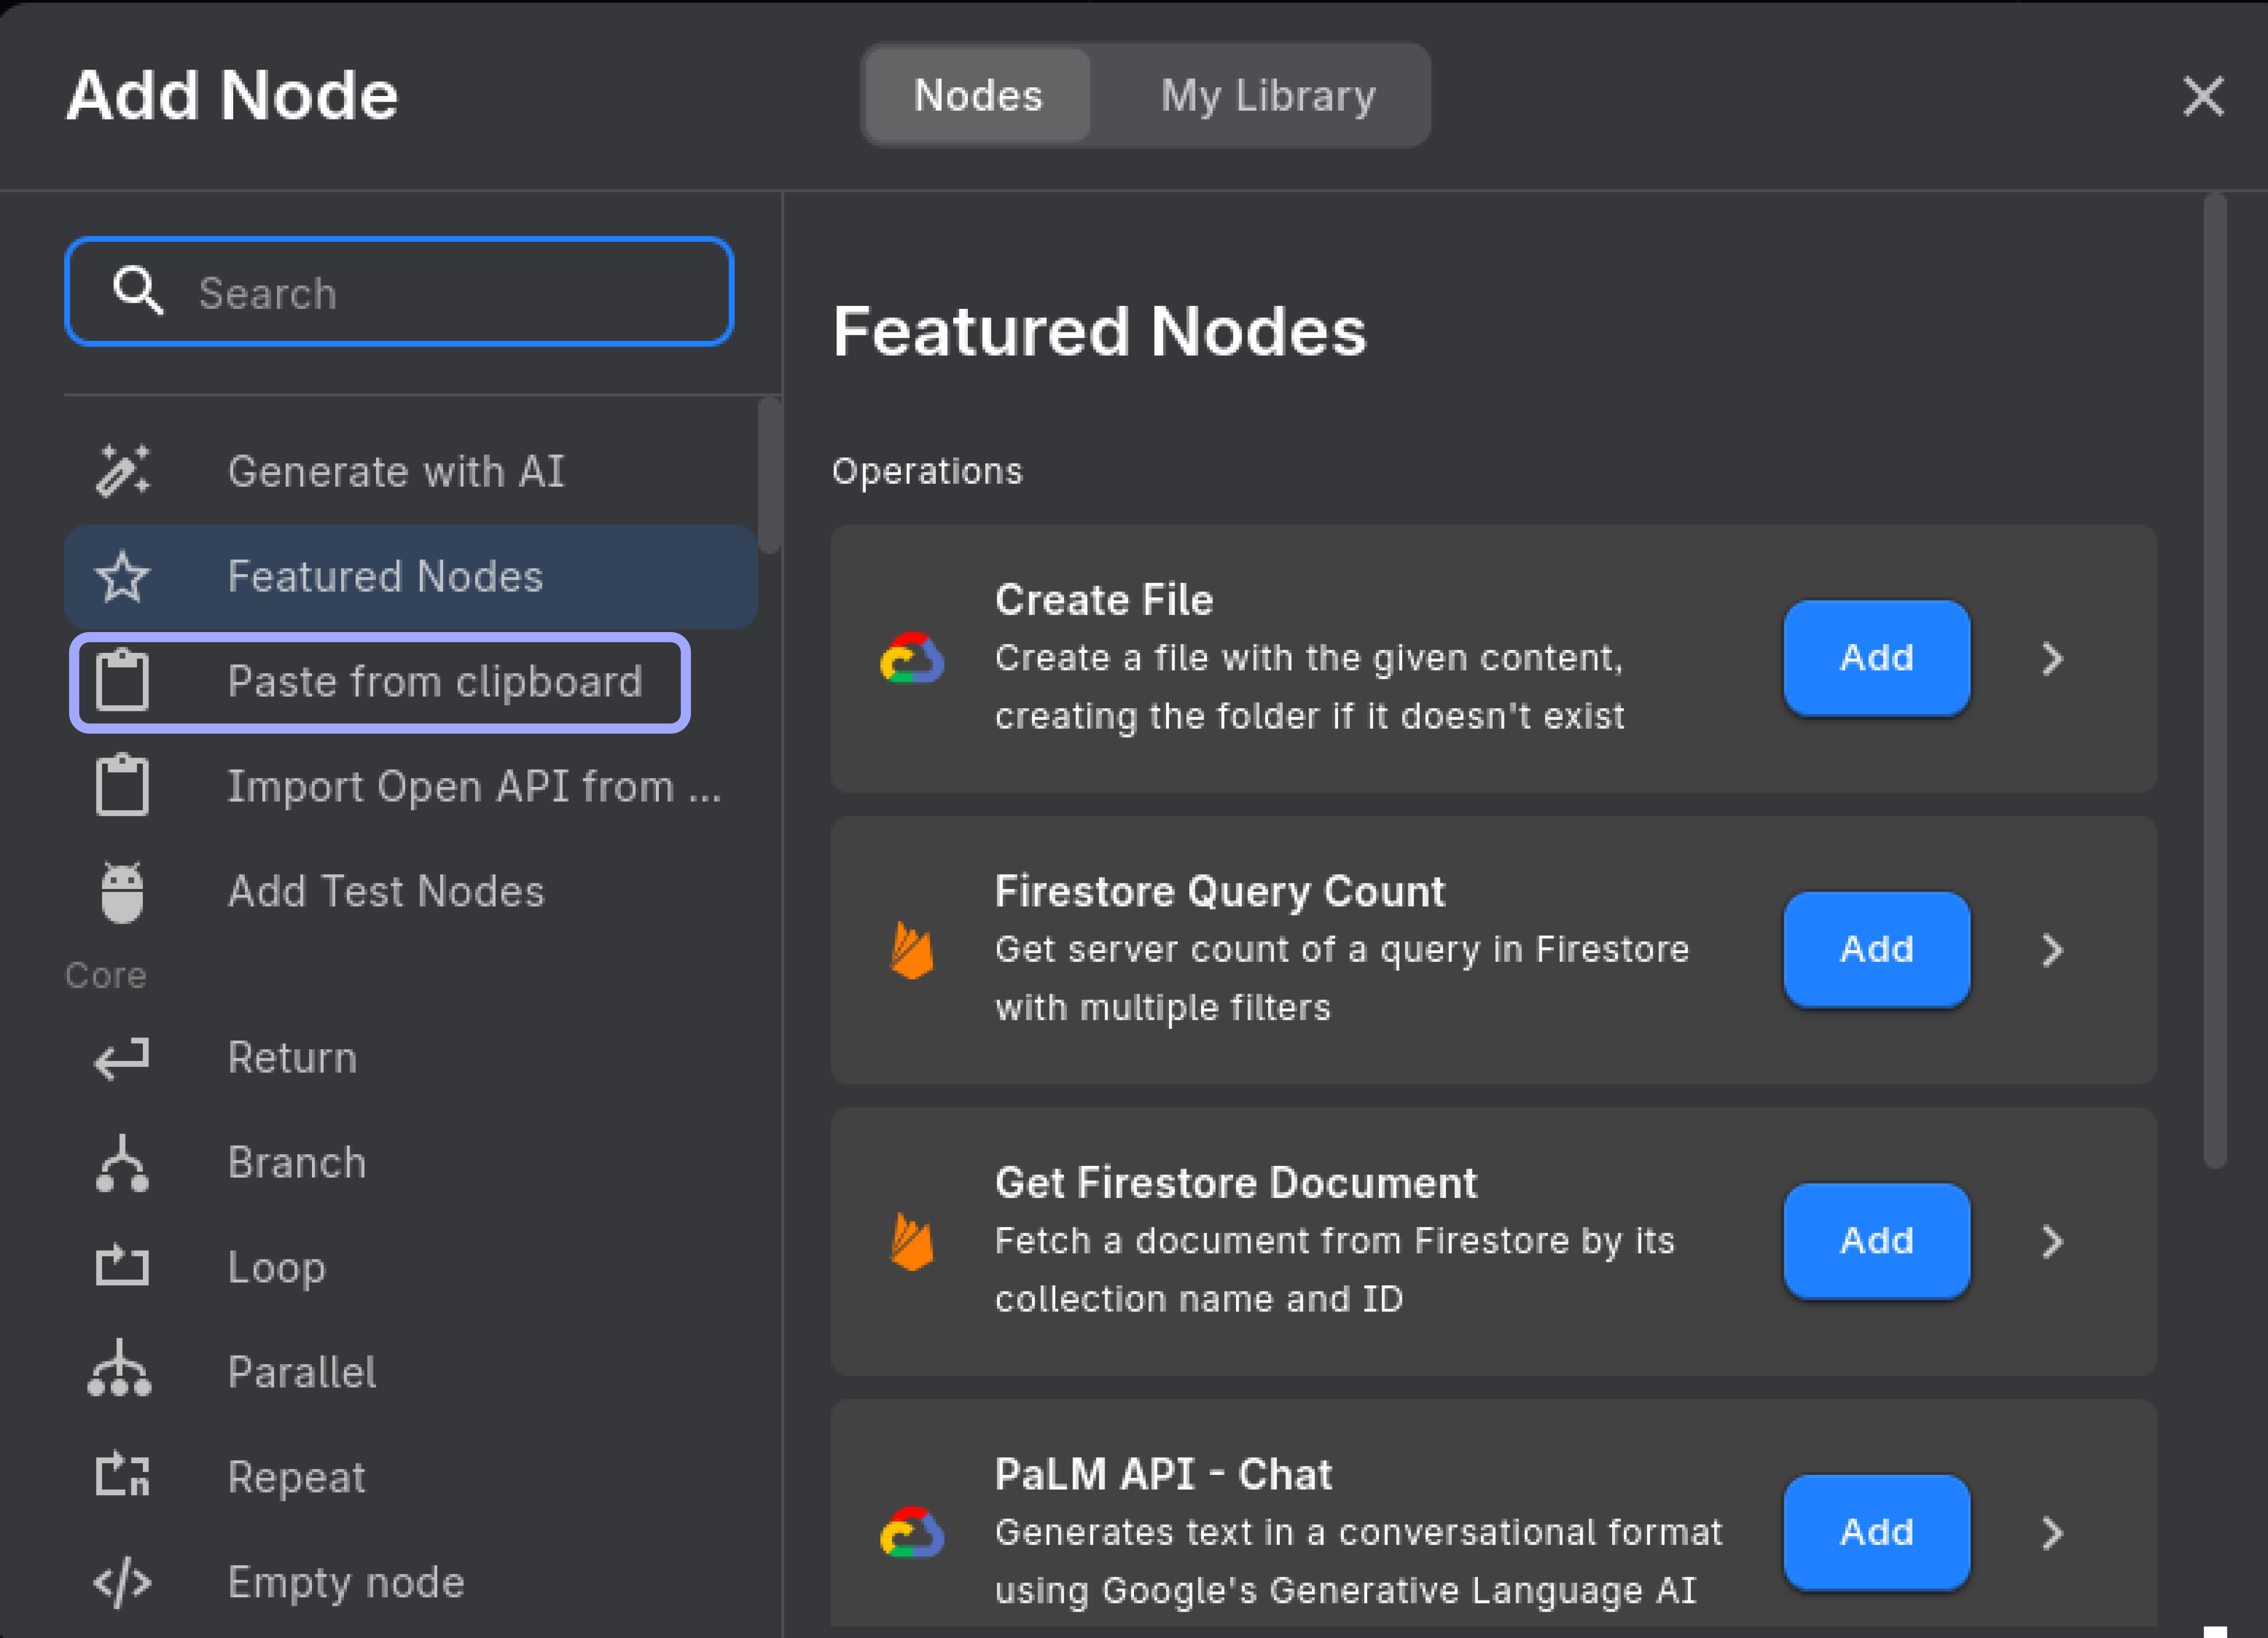 Add Node
Nodes
My Library
Search
Generate with AI
Featured Nodes
Paste from clipboard
Import Open API from ...
Add Test Nodes
Core
Return
Branch
Loop
Parallel
Repeat
Empty node
Featured Nodes
Operations
Create File
Create a file with the given content,
creating the folder if it doesn't exist
Add
Firestore Query Count
Get server count of a query in Firestore
with multiple filters
Add
Get Firestore Document
Fetch a document from Firestore by its
collection name and ID
Add
PaLM API - Chat
Generates text in a conversational format
using Google's Generative Language AI
Add